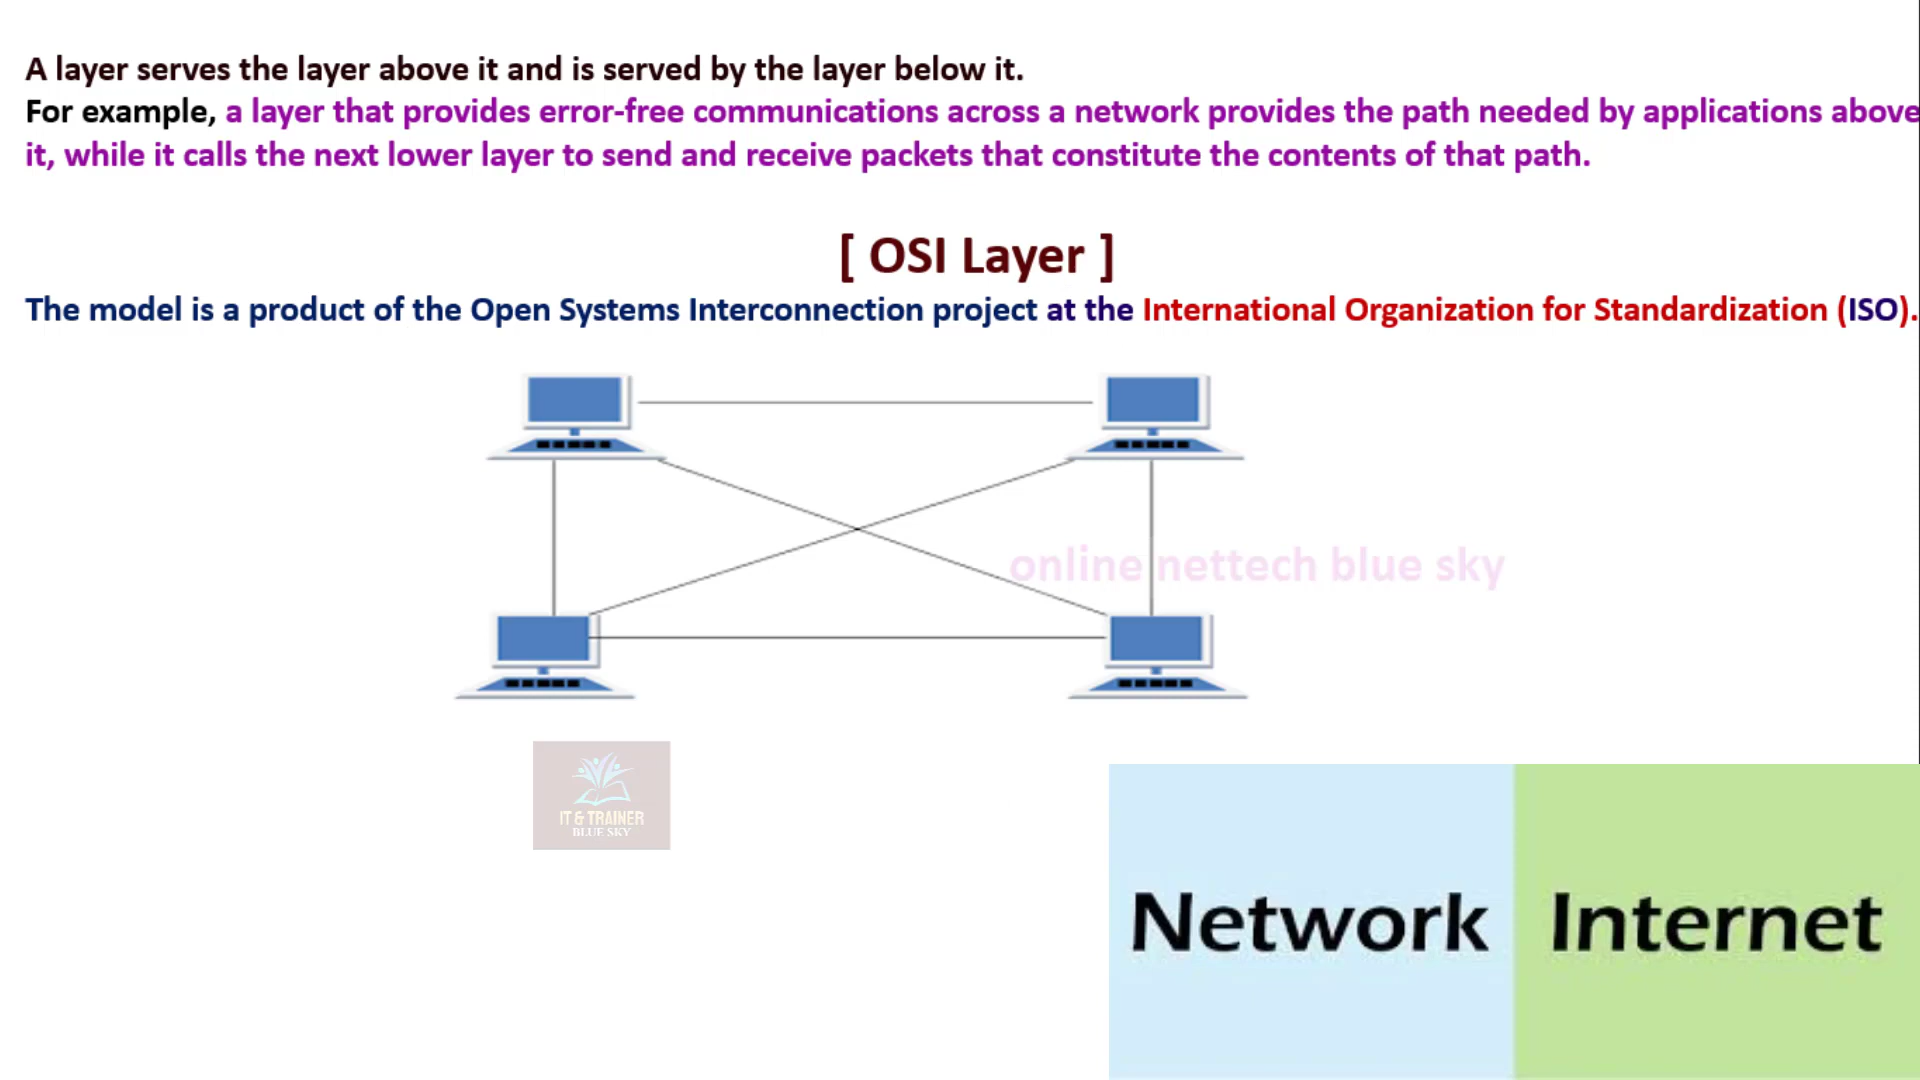 A layer serves the layer above it and is served by the layer below it.
For example, a layer that provides error-free communications across a network provides the path needed by applications above
it, while it calls the next lower layer to send and receive packets that constitute the contents of that path.
[ OSI Layer ]
The model is a product of the Open Systems Interconnection project at the International Organization for Standardization (ISO).
online nettech blue sky
IT & TRAINER
BLUE SKY
Network
Internet